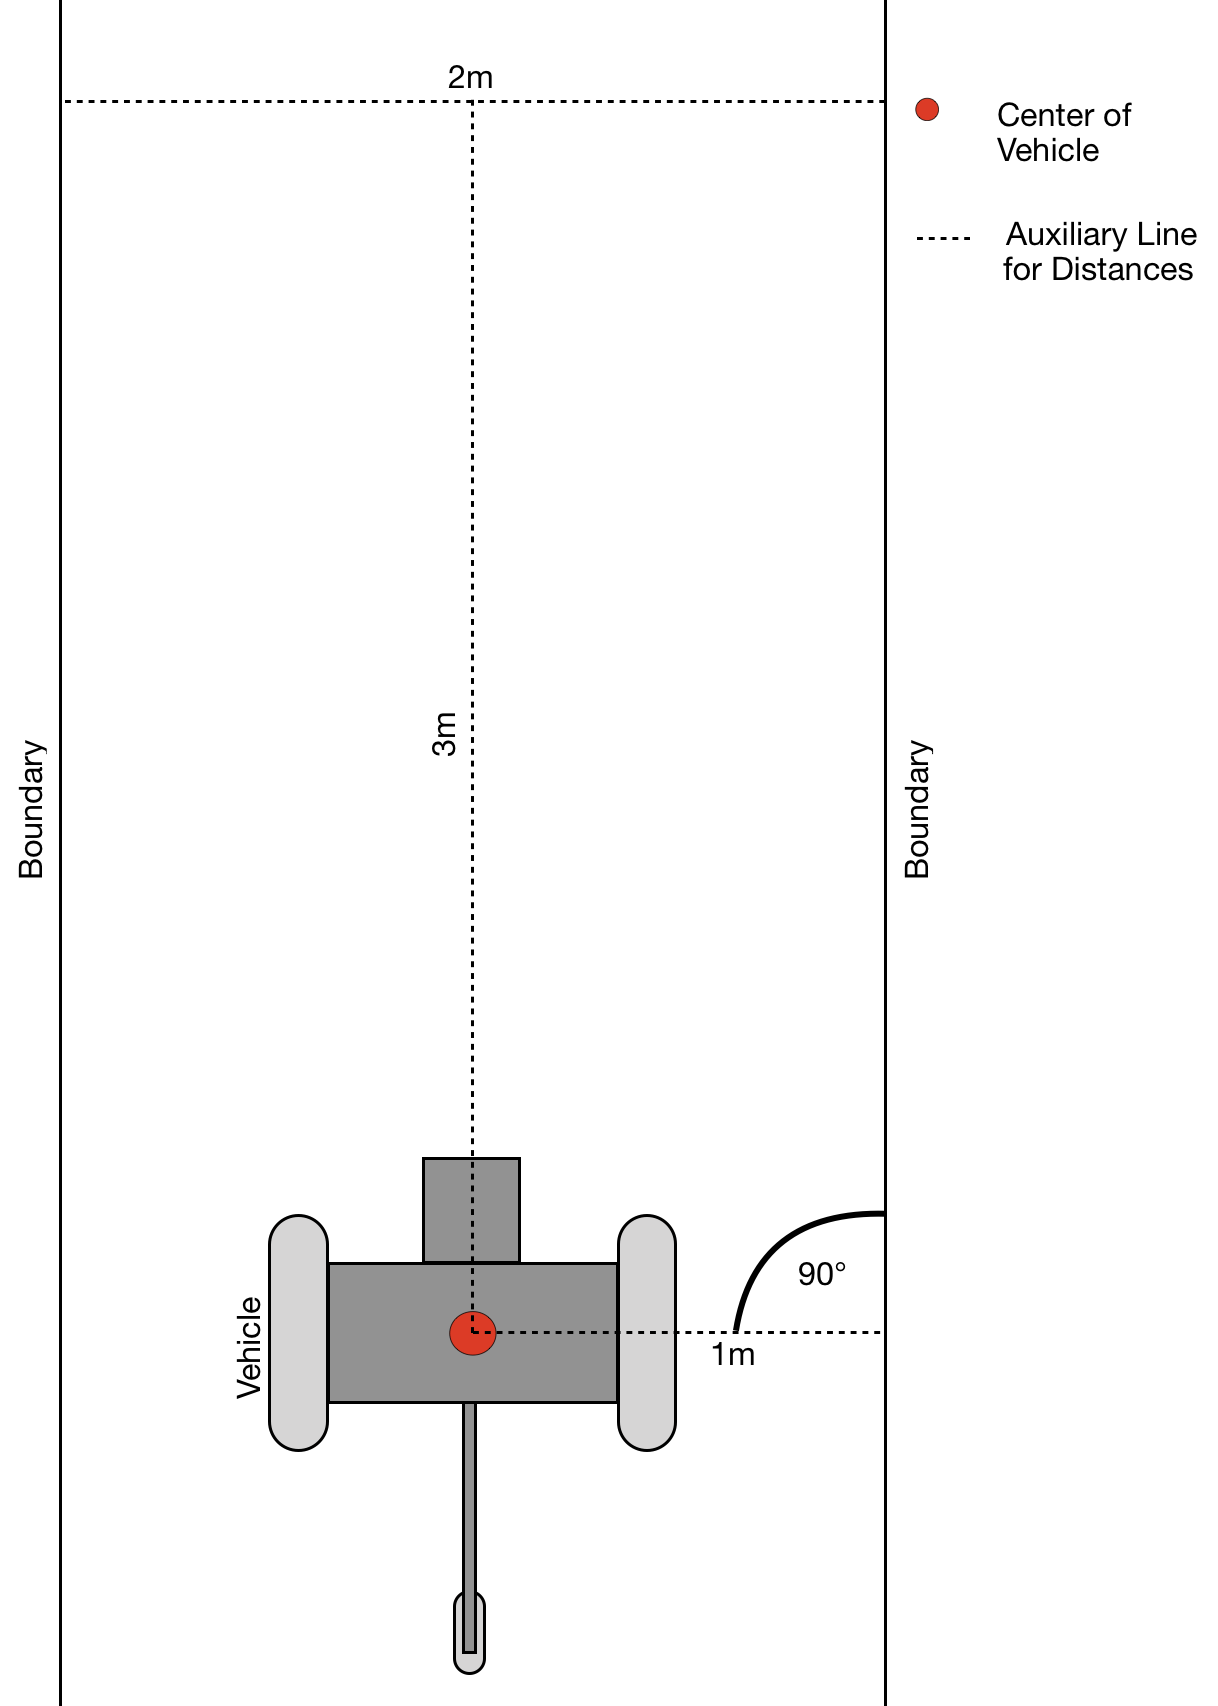 2m
Center of
Vehicle
Auxiliary Line
for Distances
3m
Boundary
Boundary
90°
Vehicle
1m